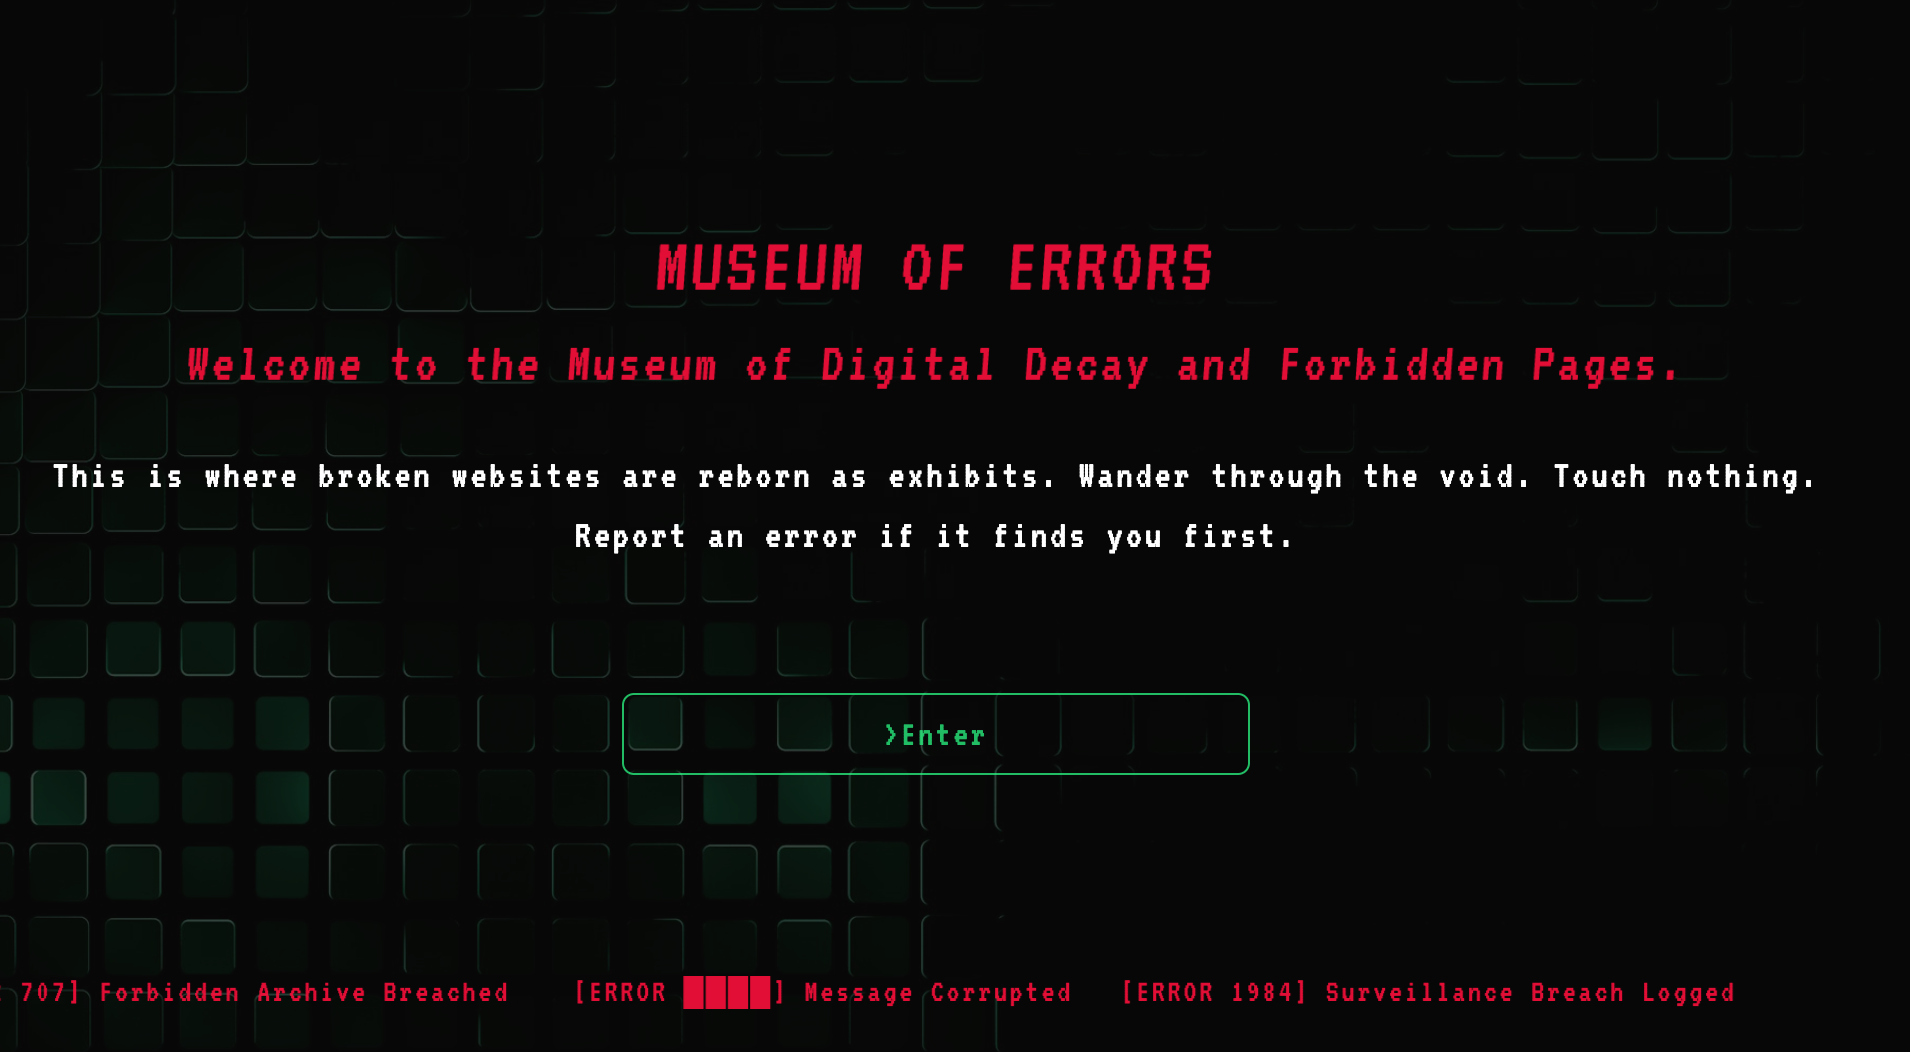 MUSEUM OF ERRORS
Welcome to the Museum of Digital Decay and Forbidden Pages.
This is where broken websites are reborn as exhibits. Wander through the void. Touch nothing.
Report an error if it finds you first.
>Enter
707] Forbidden Archive Breached [ERROR ████] Message Corrupted [ERROR 1984] Surveillance Breach Logged